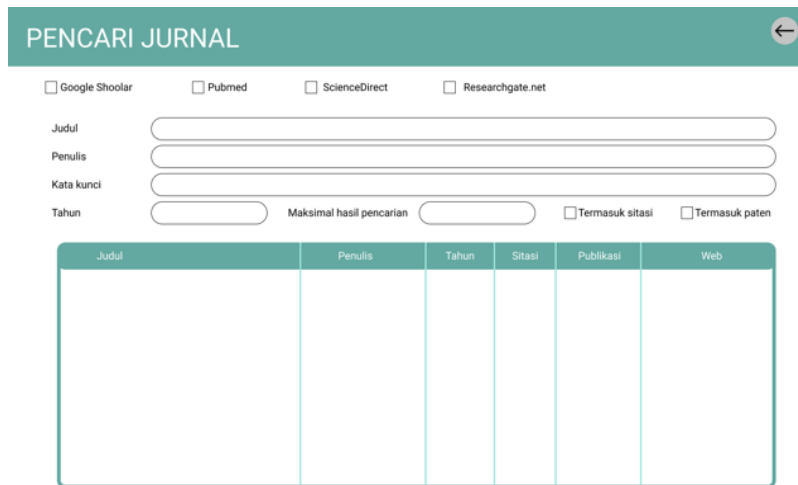 PENCARI JURNAL
Google Shoolar Pubmed ScienceDirect Researchgate.net
Judul
Penulis
Kata kunci
Tahun Maksimal hasil pencarian Termasuk sitasi Termasuk paten
Judul Penulis Tahun Sitasi Publikasi Web